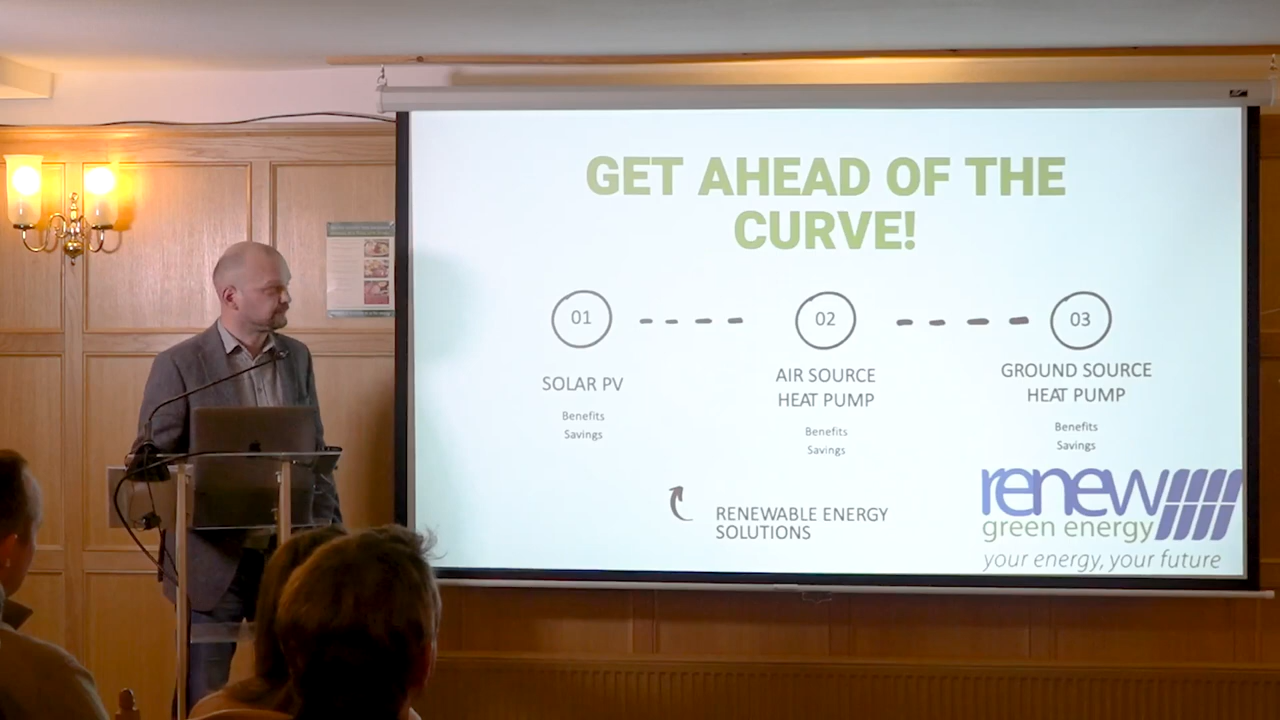 GET AHEAD OF THE
CURVE!
01
02
03
SOLAR PV
Benefits
Savings
AIR SOURCE
HEAT PUMP
Benefits
Savings
GROUND SOURCE
HEAT PUMP
Benefits
Savings
RENEWABLE ENERGY
SOLUTIONS
renew
green energy
your energy, your future